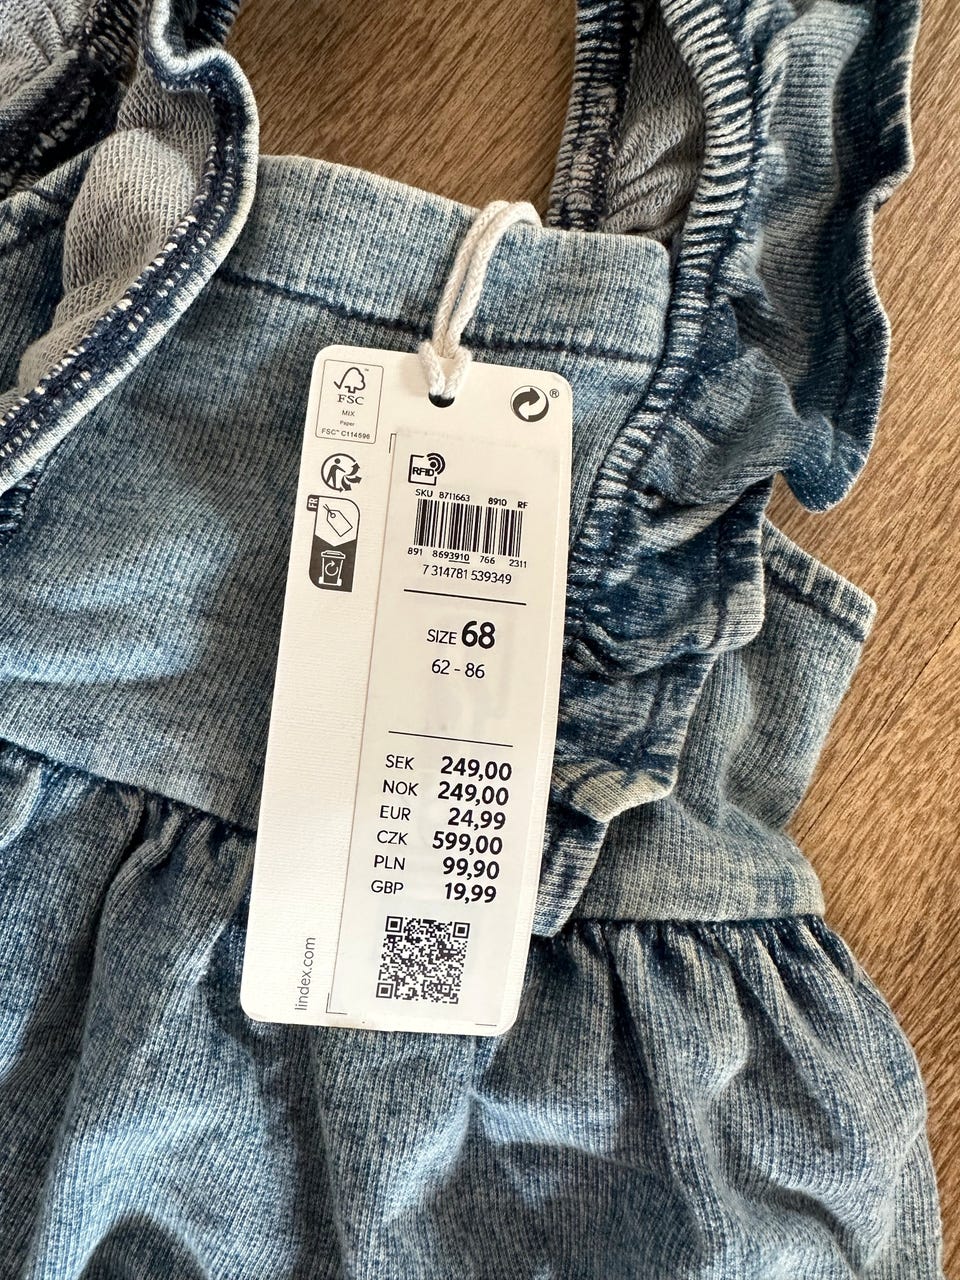 FSC™
MIX
Paper
FSC™ C114596
®
FR
RFID
SKU 8711663 8910 RF
891 8693910 766 2311
7 314781 539349
SIZE 68
62 - 86
SEK 249,00
NOK 249,00
EUR 24,99
CZK 599,00
PLN 99,90
GBP 19,99
lindex.com